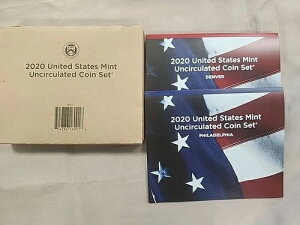 2020 United States Mint
Uncirculated Coin Set®
2020 United States Mint
Uncirculated Coin Set®
DENVER
2020 United States Mint
Uncirculated Coin Set®
PHILADELPHIA